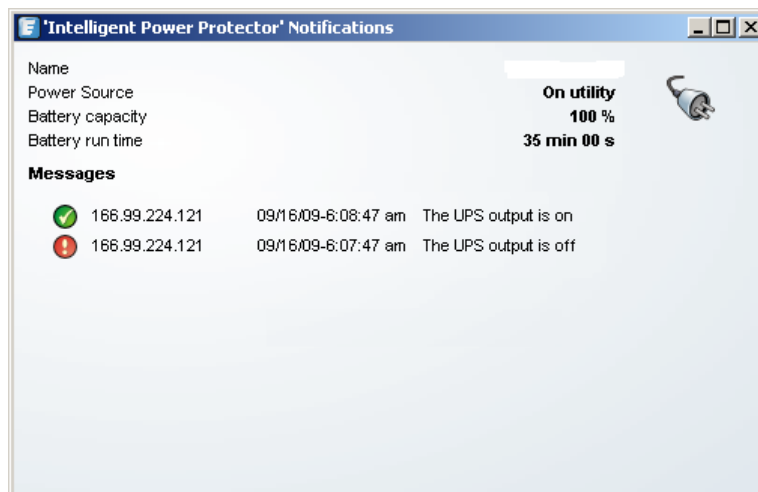 'Intelligent Power Protector' Notifications
Name
Power Source On utility
Battery capacity 100 %
Battery run time 35 min 00 s
Messages
166.99.224.121 09/16/09-6:08:47 am The UPS output is on
166.99.224.121 09/16/09-6:07:47 am The UPS output is off